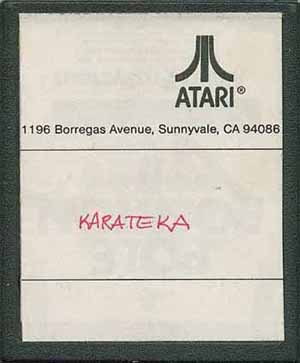 ATARI®
1196 Borregas Avenue, Sunnyvale, CA 94086
KARATEKA